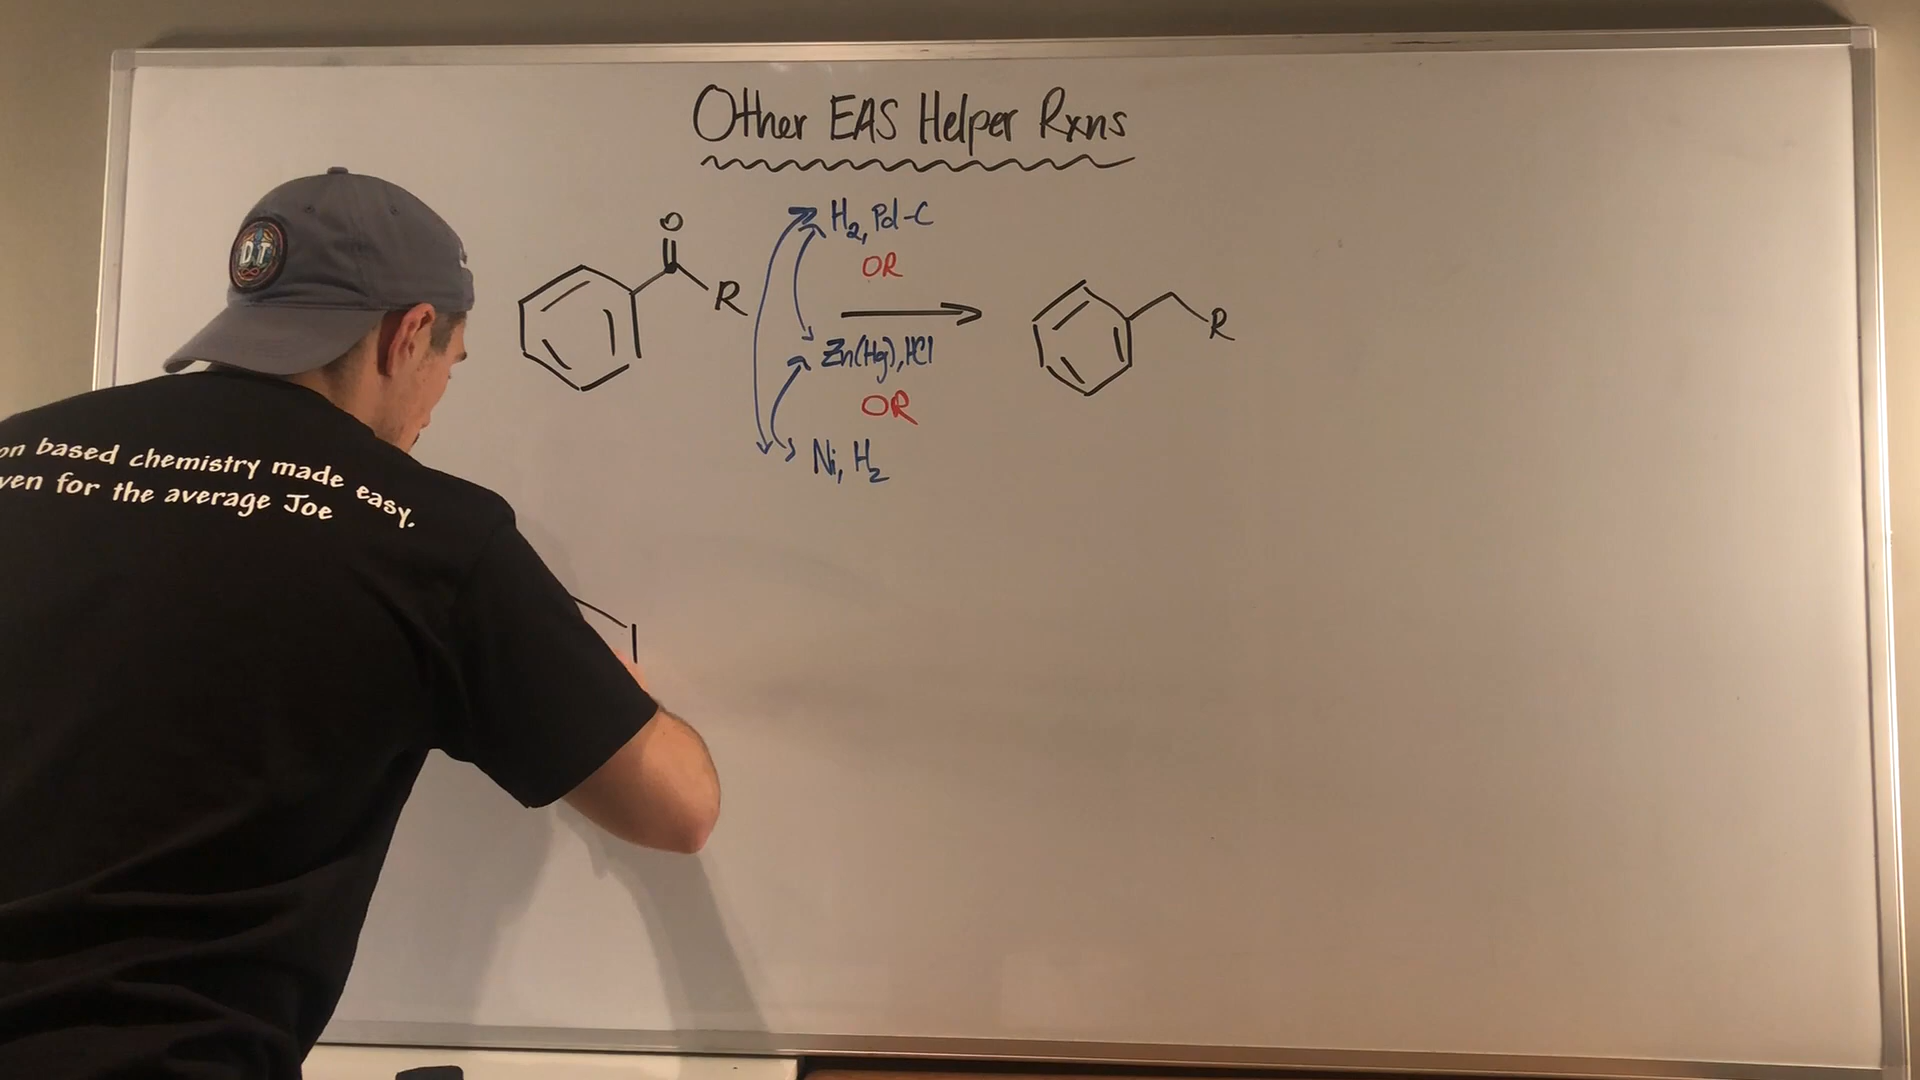 Other EAS Helper Rxns
O
R
H2, Pd-C
OR
Zn(Hg), HCl
OR
Ni, H2
R
DT
on based chemistry made easy,
ven for the average Joe